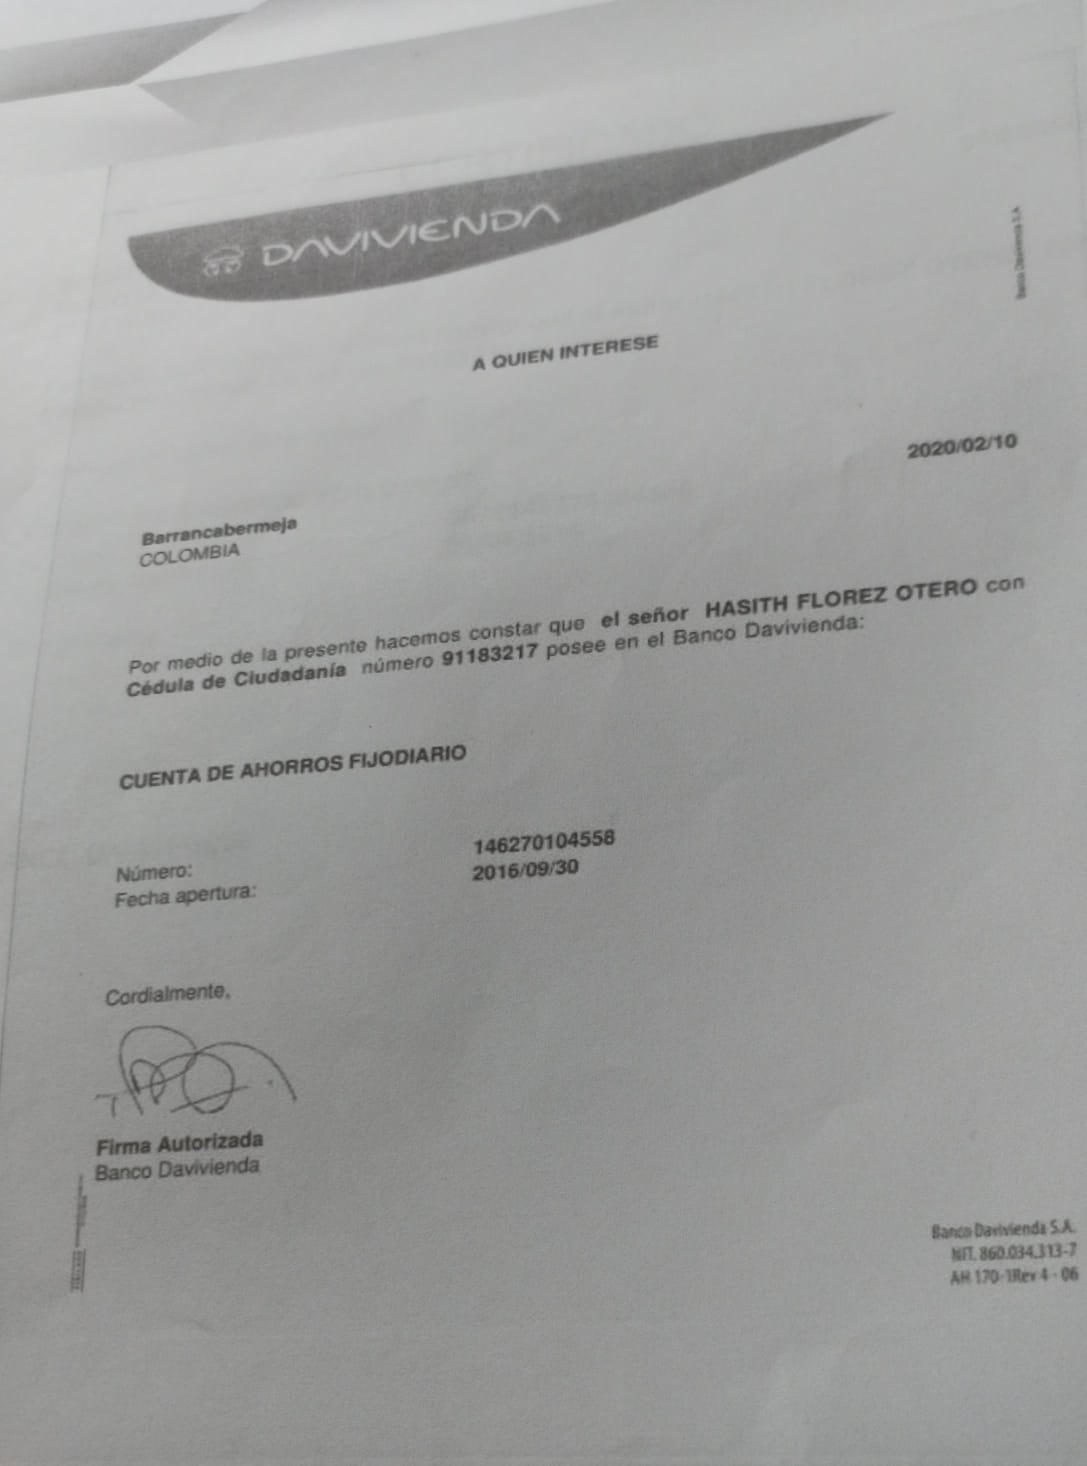 DAVIVIENDA
Banco Davivienda S.A
A QUIEN INTERESE
2020/02/10
Barrancabermeja
COLOMBIA
Por medio de la presente hacemos constar que el señor HASITH FLOREZ OTERO con
Cédula de Ciudadanía número 91183217 posee en el Banco Davivienda:
CUENTA DE AHORROS FIJODIARIO
Número: 146270104558
Fecha apertura: 2016/09/30
Cordialmente,
Firma Autorizada
Banco Davivienda
Banco Davivienda S.A.
NIT. 860.034.313-7
AH 170-1Rev 4 - 06